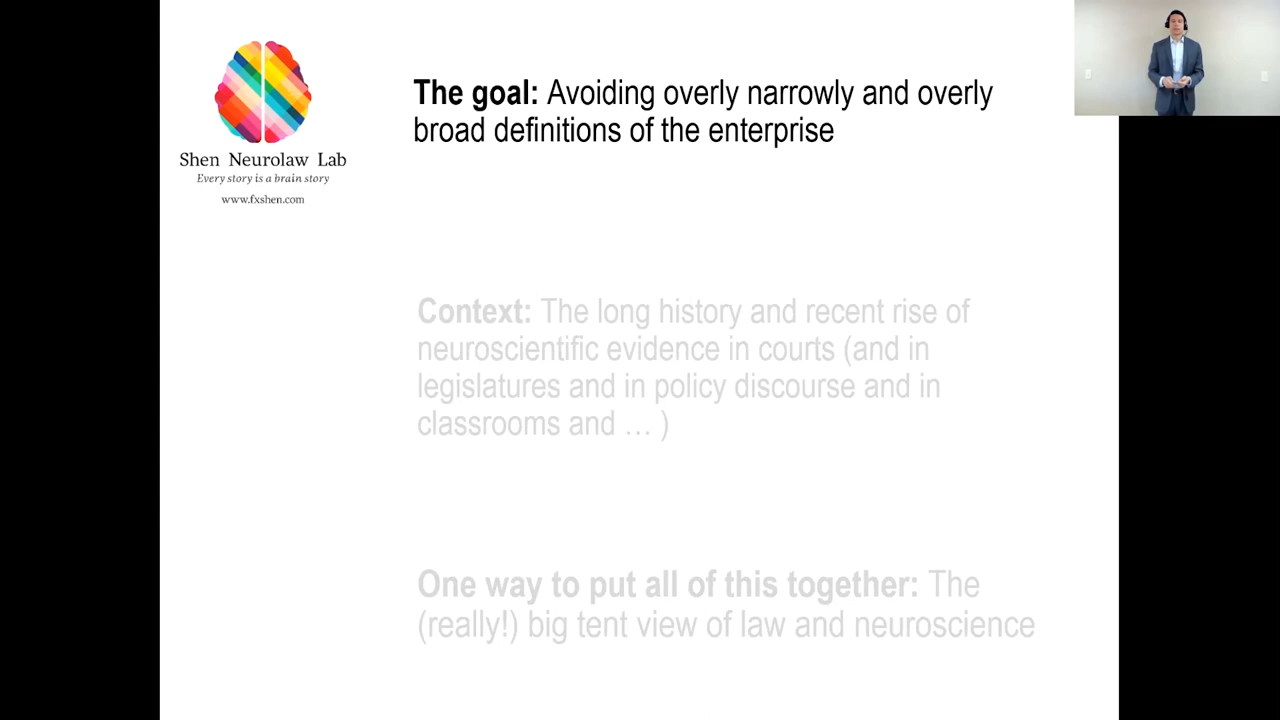 Shen Neurolaw Lab
Every story is a brain story
www.fxshen.com
The goal: Avoiding overly narrowly and overly
broad definitions of the enterprise
Context: The long history and recent rise of
neuroscientific evidence in courts (and in
legislatures and in policy discourse and in
classrooms and … )
One way to put all of this together: The
(really!) big tent view of law and neuroscience